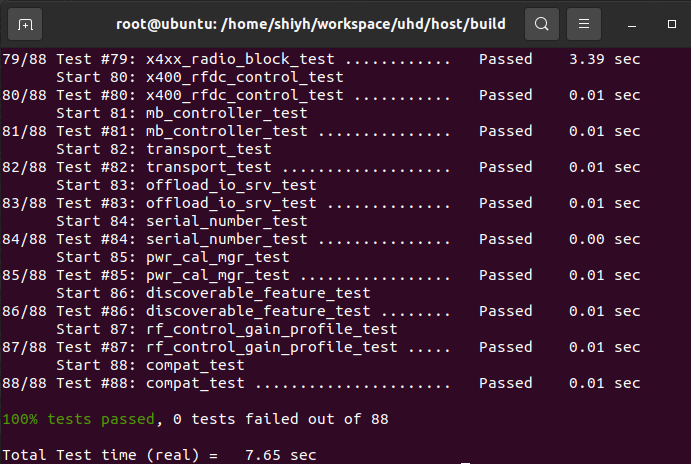 root@ubuntu: /home/shiyh/workspace/uhd/host/build
79/88 Test #79: x4xx_radio_block_test ............   Passed    3.39 sec
      Start 80: x400_rfdc_control_test
80/88 Test #80: x400_rfdc_control_test ...........   Passed    0.01 sec
      Start 81: mb_controller_test
81/88 Test #81: mb_controller_test ...............   Passed    0.01 sec
      Start 82: transport_test
82/88 Test #82: transport_test ...................   Passed    0.01 sec
      Start 83: offload_io_srv_test
83/88 Test #83: offload_io_srv_test ..............   Passed    0.01 sec
      Start 84: serial_number_test
84/88 Test #84: serial_number_test ...............   Passed    0.00 sec
      Start 85: pwr_cal_mgr_test
85/88 Test #85: pwr_cal_mgr_test .................   Passed    0.01 sec
      Start 86: discoverable_feature_test
86/88 Test #86: discoverable_feature_test ........   Passed    0.01 sec
      Start 87: rf_control_gain_profile_test
87/88 Test #87: rf_control_gain_profile_test .....   Passed    0.01 sec
      Start 88: compat_test
88/88 Test #88: compat_test ......................   Passed    0.01 sec
100% tests passed, 0 tests failed out of 88
Total Test time (real) =   7.65 sec